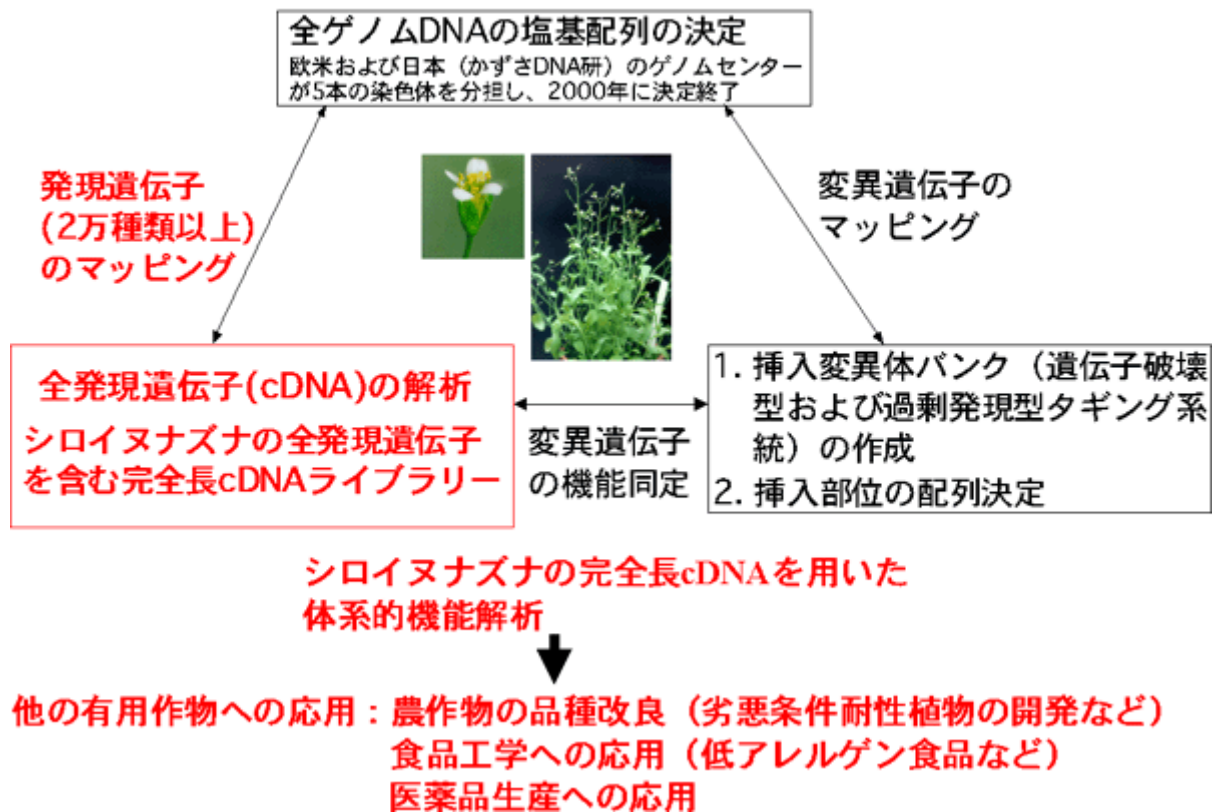 全ゲノムDNAの塩基配列の決定
欧米および日本（かずさDNA研）のゲノムセンター
が5本の染色体を分担し、2000年に決定終了
発現遺伝子
(2万種類以上)
のマッピング
変異遺伝子の
マッピング
全発現遺伝子(cDNA)の解析
シロイヌナズナの全発現遺伝子
を含む完全長cDNAライブラリー
変異遺伝子
の機能同定
1. 挿入変異体バンク（遺伝子破壊
型および過剰発現型タギング系
統）の作成
2. 挿入部位の配列決定
シロイヌナズナの完全長cDNAを用いた
体系的機能解析
他の有用作物への応用：農作物の品種改良（劣悪条件耐性植物の開発など）
食品工学への応用（低アレルゲン食品など）
医薬品生産への応用